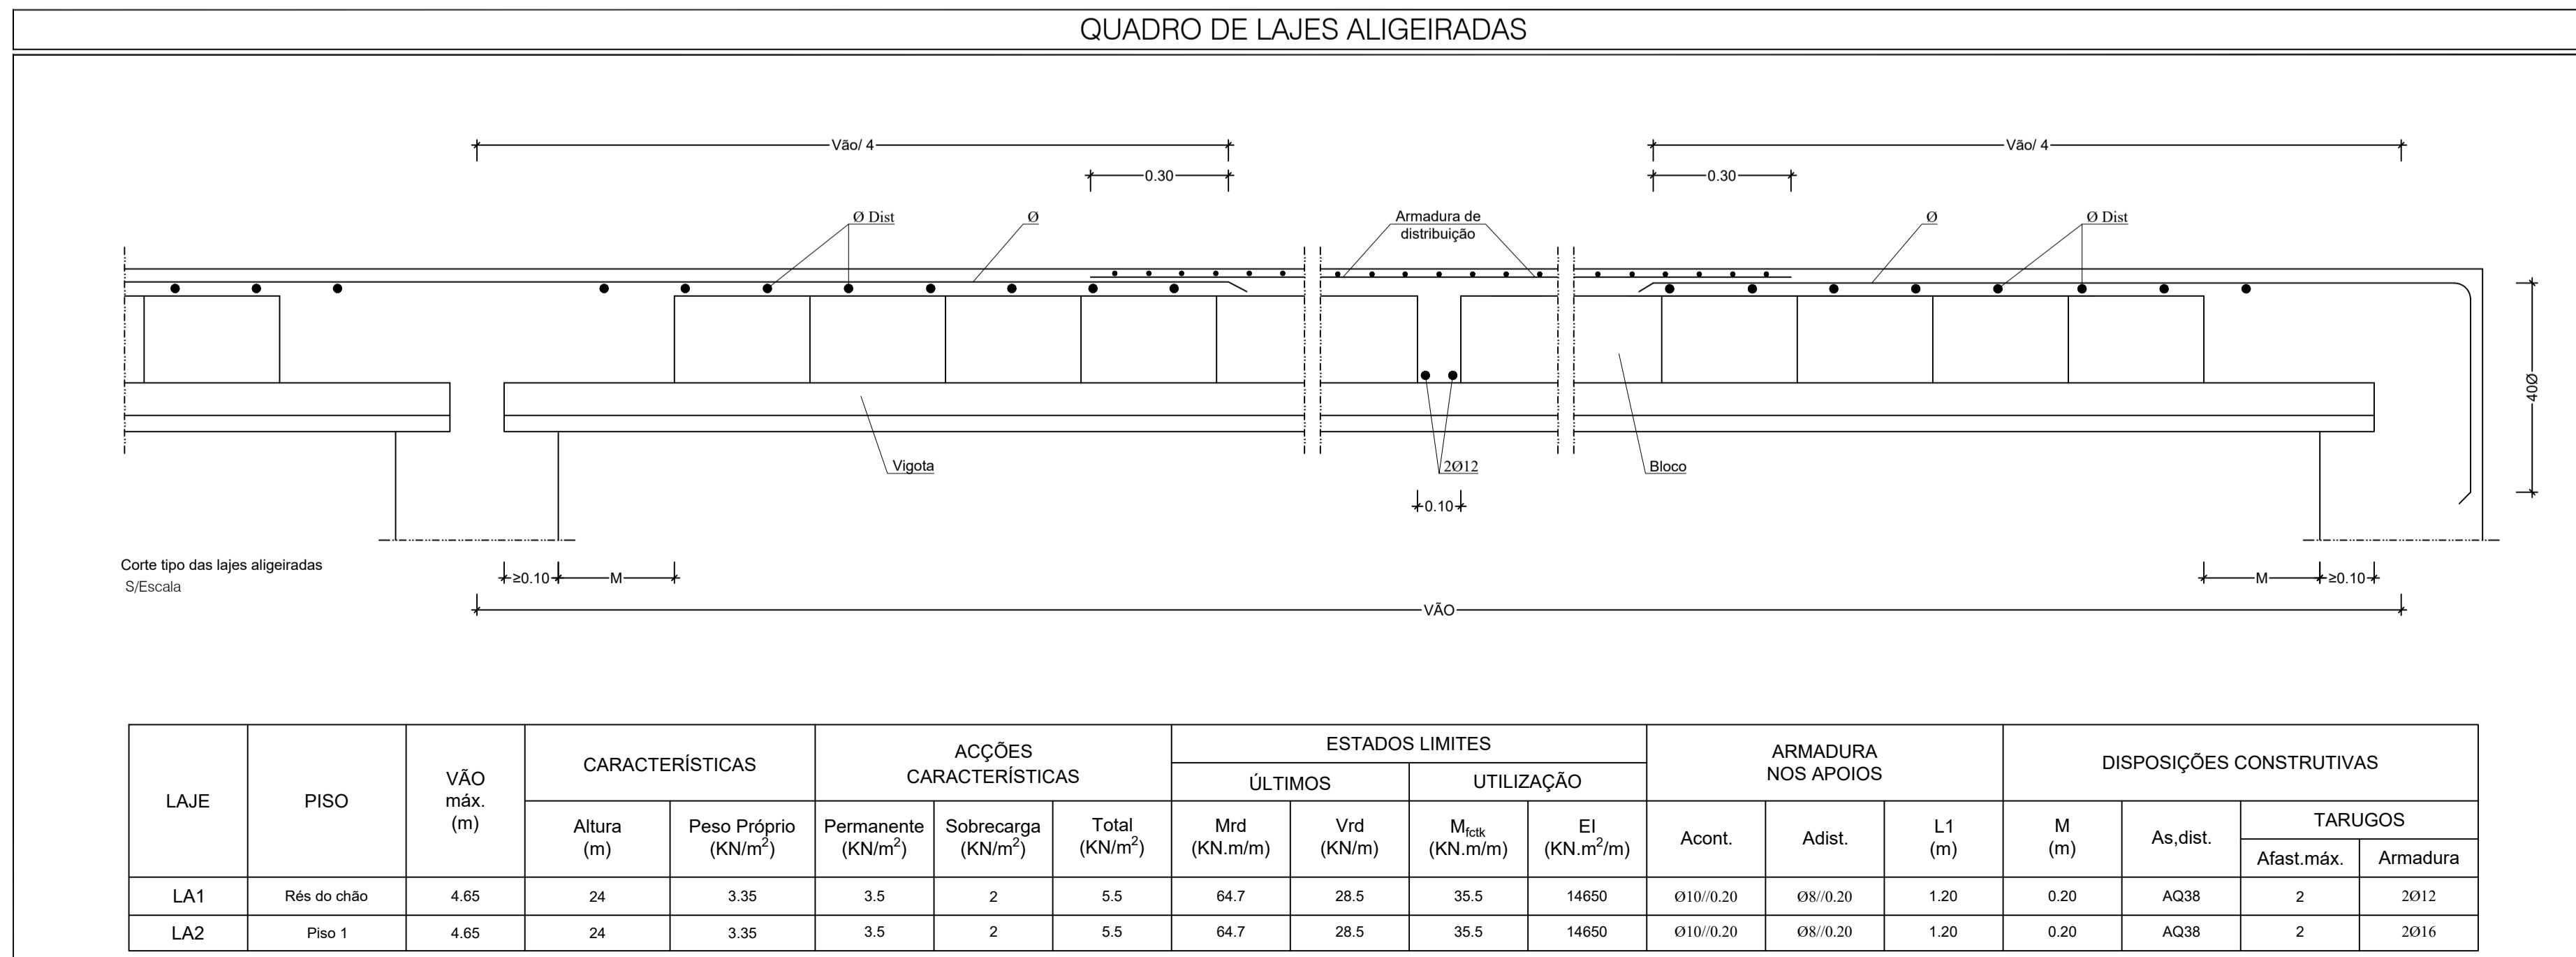 QUADRO DE LAJES ALIGEIRADAS
Vão/ 4
Vão/ 4
0.30
0.30
Ø Dist
Ø
Armadura de
distribuição
Ø
Ø Dist
40Ø
Vigota
2Ø12
Bloco
0.10
Corte tipo das lajes aligeiradas
S/Escala
≥0.10
M
M
≥0.10
VÃO
LAJE PISO VÃO máx. (m) CARACTERÍSTICAS ACÇÕES CARACTERÍSTICAS ESTADOS LIMITES ARMADURA NOS APOIOS DISPOSIÇÕES CONSTRUTIVAS
ÚLTIMOS UTILIZAÇÃO
Altura (m) Peso Próprio (KN/m²) Permanente (KN/m²) Sobrecarga (KN/m²) Total (KN/m²) Mrd (KN.m/m) Vrd (KN/m) Mfctk (KN.m/m) EI (KN.m²/m) Acont. Adist. L1 (m) M (m) As,dist. TARUGOS
Afast.máx. Armadura
LA1 Rés do chão 4.65 24 3.35 3.5 2 5.5 64.7 28.5 35.5 14650 Ø10//0.20 Ø8//0.20 1.20 0.20 AQ38 2 2Ø12
LA2 Piso 1 4.65 24 3.35 3.5 2 5.5 64.7 28.5 35.5 14650 Ø10//0.20 Ø8//0.20 1.20 0.20 AQ38 2 2Ø16